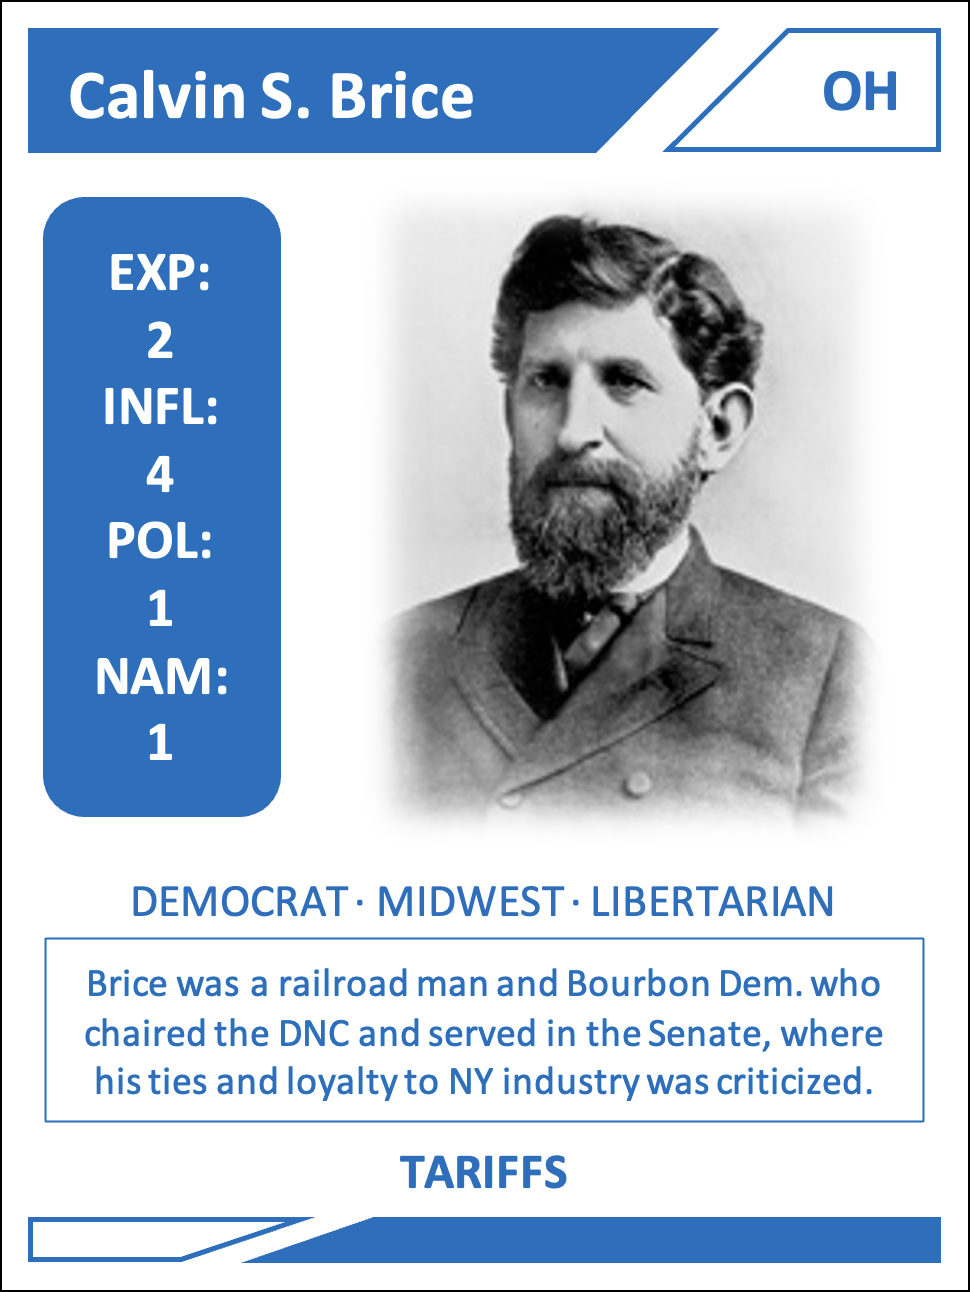 Calvin S. Brice
OH
EXP:
2
INFL:
4
POL:
1
NAM:
1
DEMOCRAT · MIDWEST · LIBERTARIAN
Brice was a railroad man and Bourbon Dem. who
chaired the DNC and served in the Senate, where
his ties and loyalty to NY industry was criticized.
TARIFFS